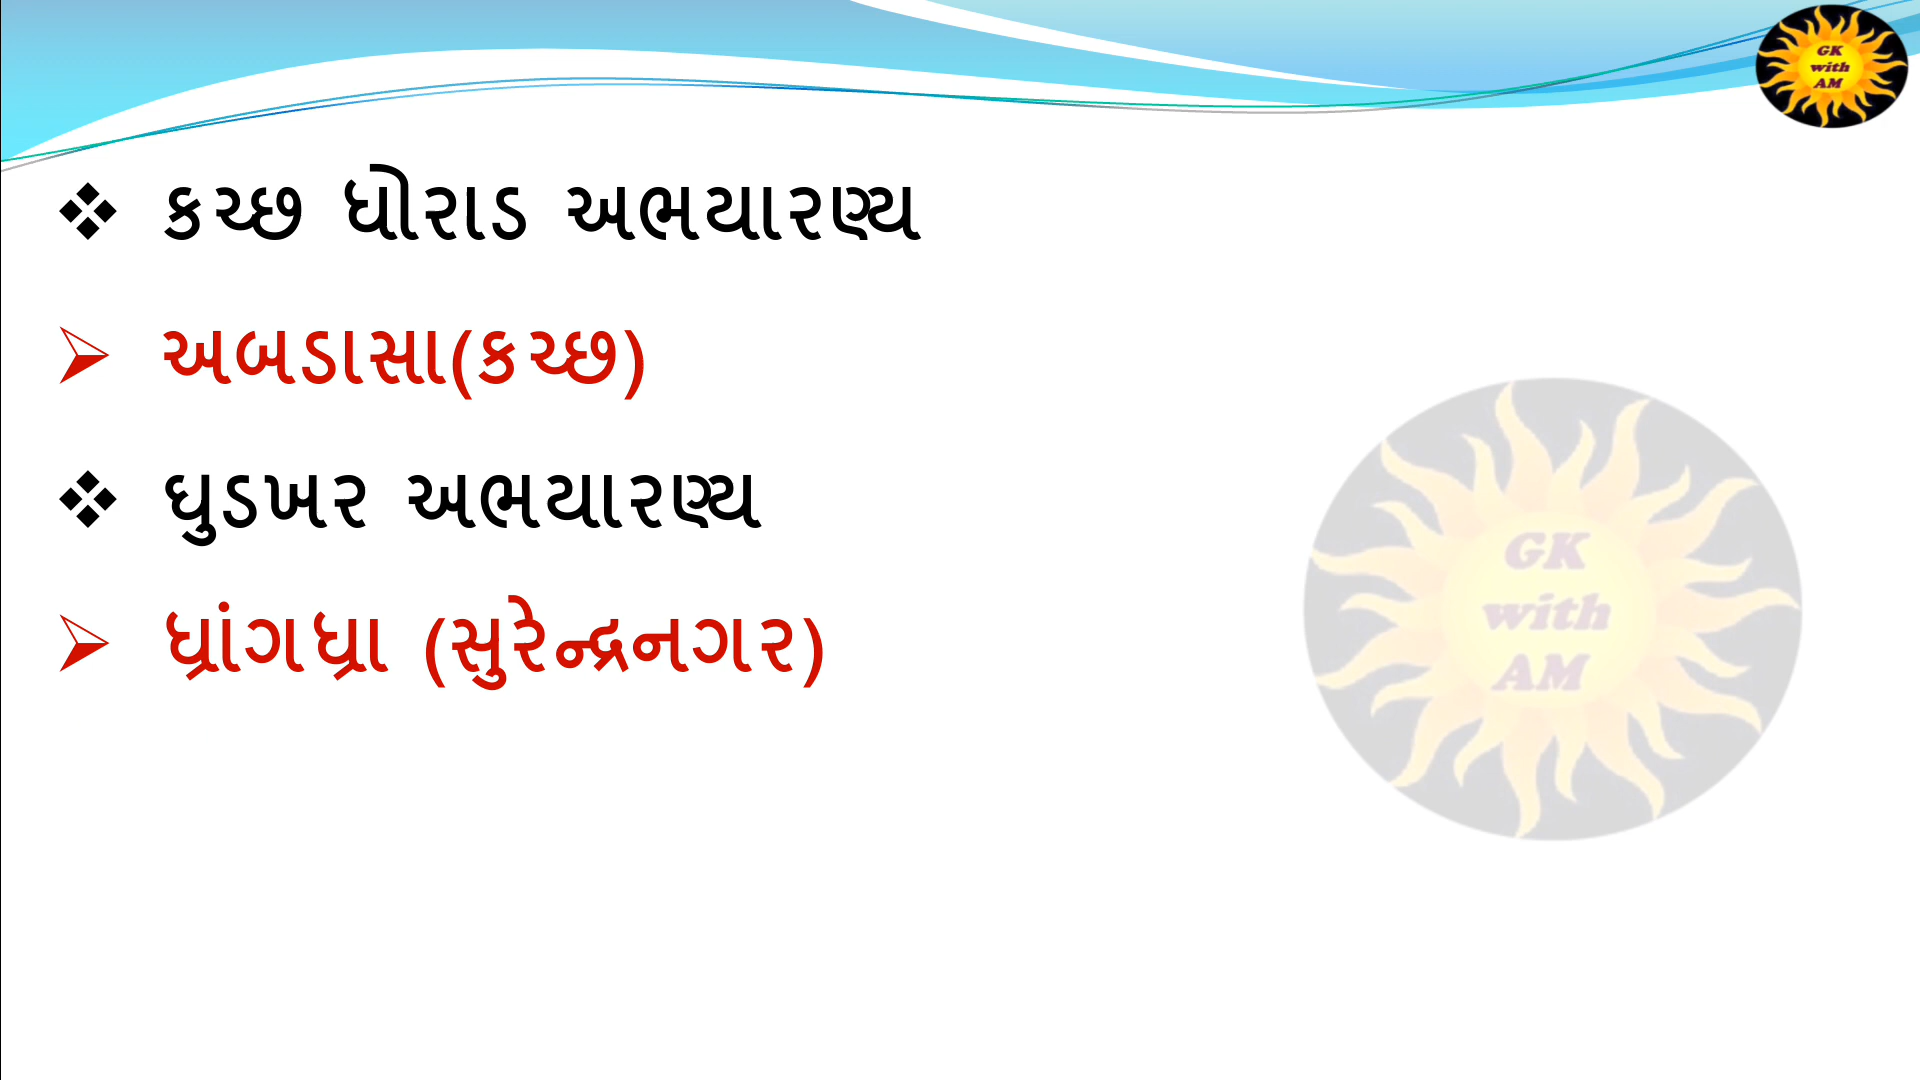 GK
with
AM
કચ્છ ધોરાડ અભયારણ્ય
અબડાસા(કચ્છ)
ઘુડખર અભયારણ્ય
ધ્રાંગધ્રા (સુરેન્દ્રનગર)
GK
with
AM